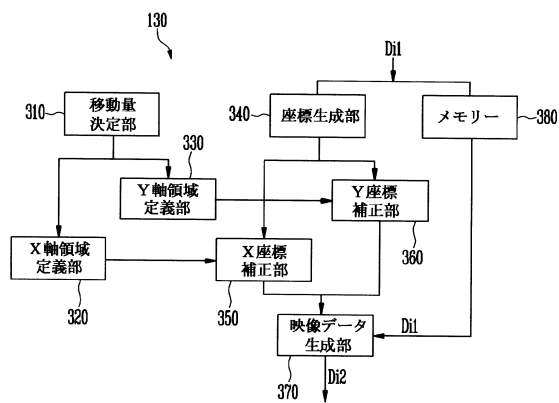 130
Di1
310
移動量
決定部
340
座標生成部
メモリー
380
330
Y軸領域
定義部
Y座標
補正部
360
X軸領域
定義部
320
X座標
補正部
350
映像データ
生成部
370
Di1
Di2